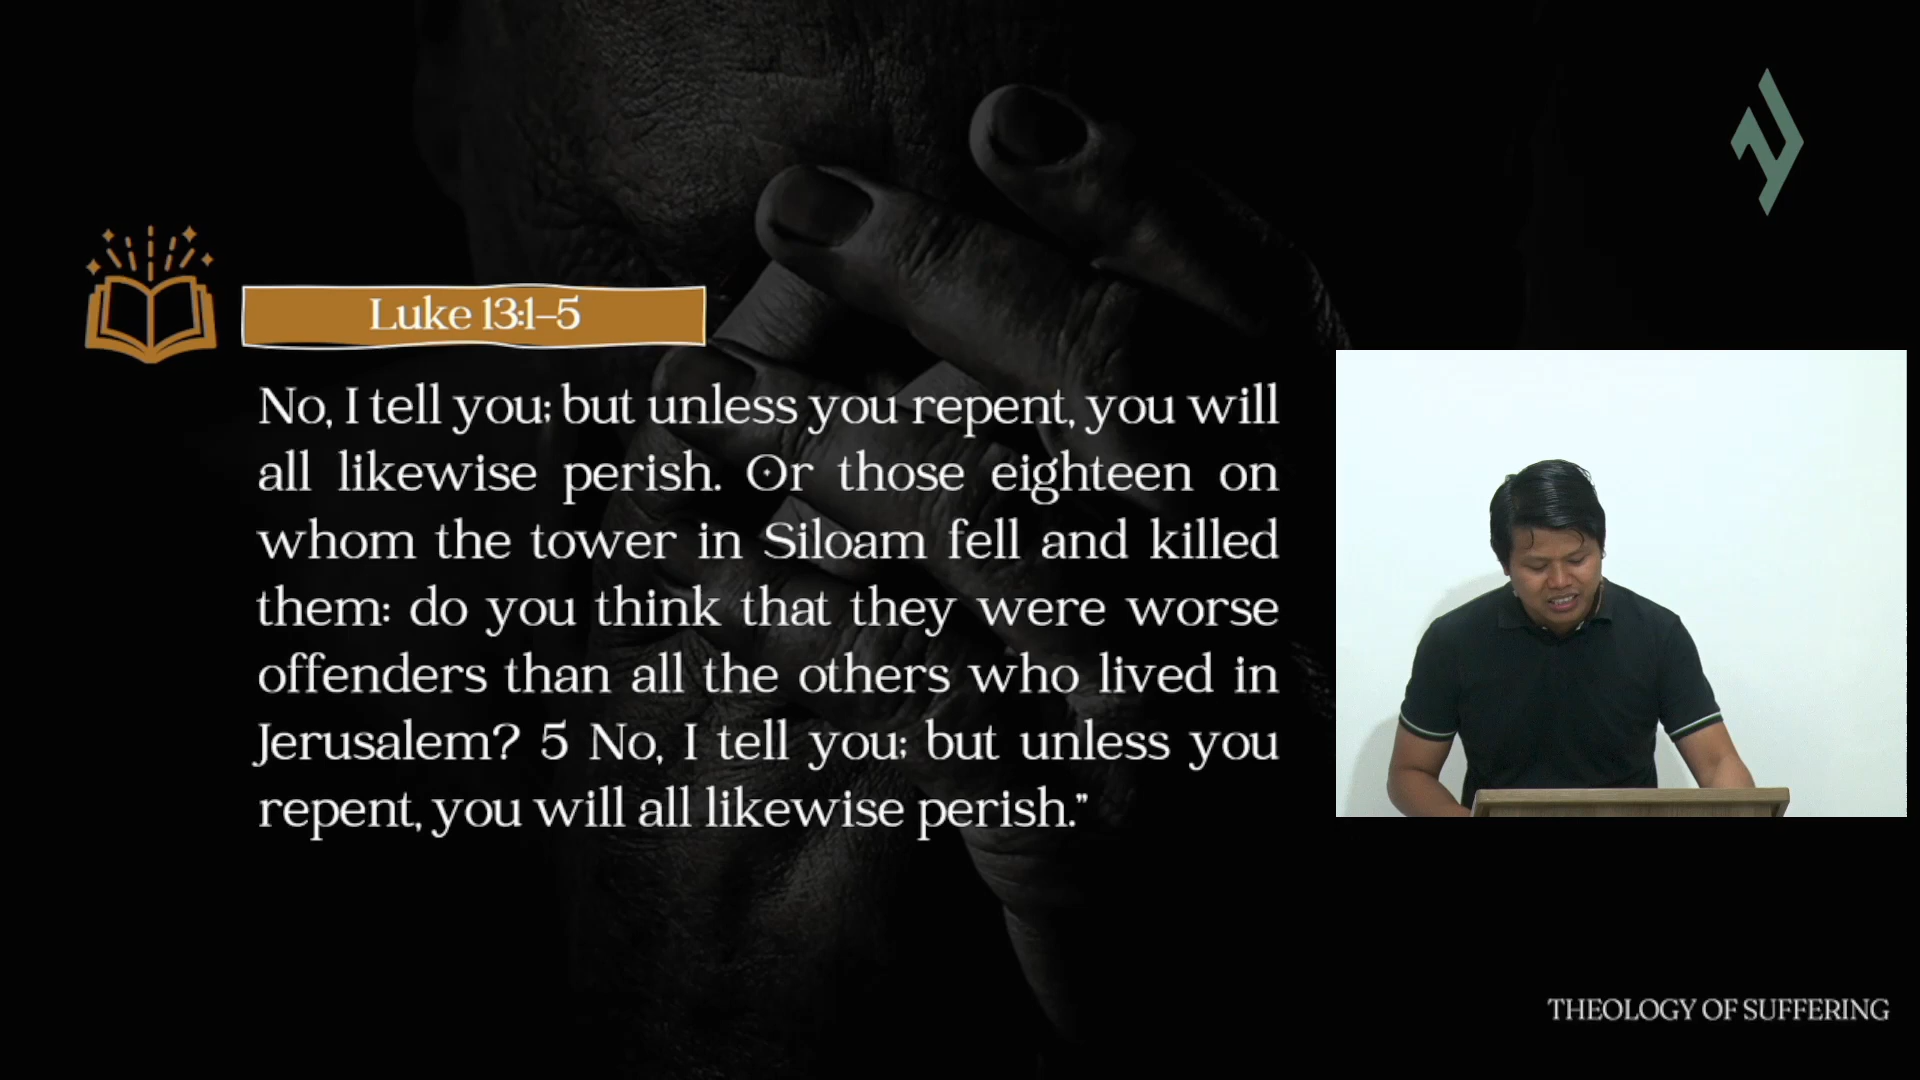 Luke 13:1–5
No, I tell you; but unless you repent, you will
all likewise perish. Or those eighteen on
whom the tower in Siloam fell and killed
them: do you think that they were worse
offenders than all the others who lived in
Jerusalem? 5 No, I tell you; but unless you
repent, you will all likewise perish.”
THEOLOGY OF SUFFERING